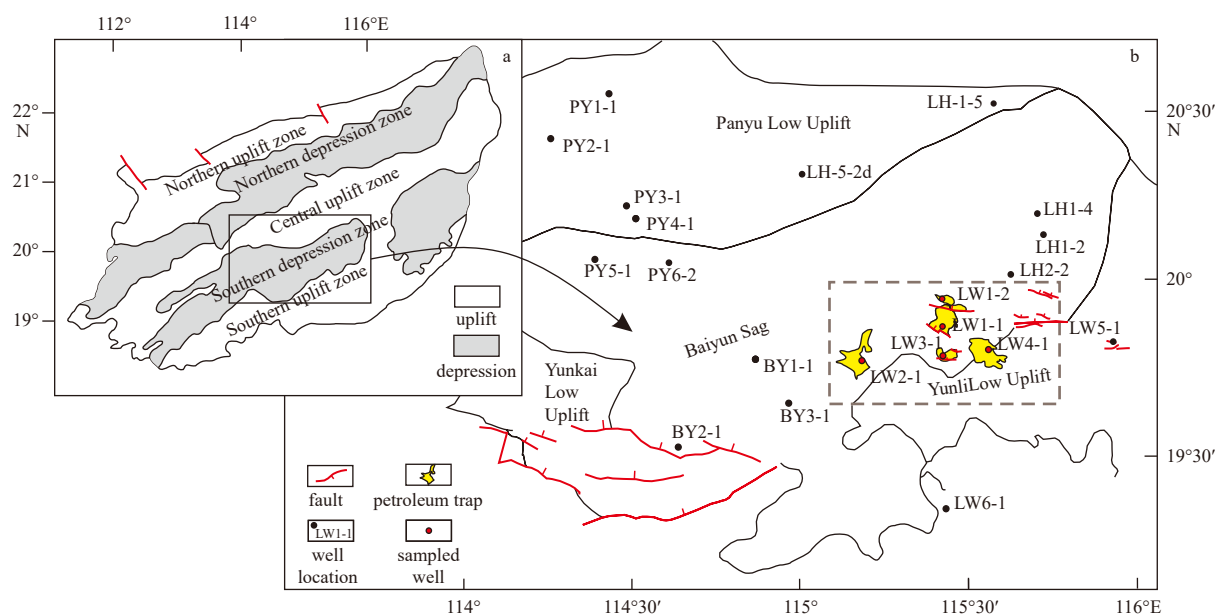 112°
114°
116°E
a
22°
N
21°
20°
19°
Northern uplift zone
Northern depression zone
Central uplift zone
Southern depression zone
Southern uplift zone
uplift
depression
b
PY1-1
PY2-1
PY3-1
PY4-1
PY5-1
PY6-2
Panyu Low Uplift
LH-1-5
LH-5-2d
LH1-4
LH1-2
LH2-2
20°30′
N
20°
19°30′
LW1-2
LW1-1
LW3-1
LW4-1
LW5-1
LW2-1
YunliLow Uplift
Baiyun Sag
BY1-1
BY3-1
BY2-1
Yunkai
Low
Uplift
LW6-1
fault
petroleum trap
LW1-1
well
location
sampled
well
114°
114°30′
115°
115°30′
116°E